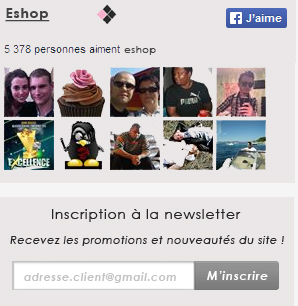 Eshop
J'aime
5 378 personnes aiment eshop
EXCELLENCE
Inscription à la newsletter
Recevez les promotions et nouveautés du site !
adresse.client@gmail.com
M'inscrire